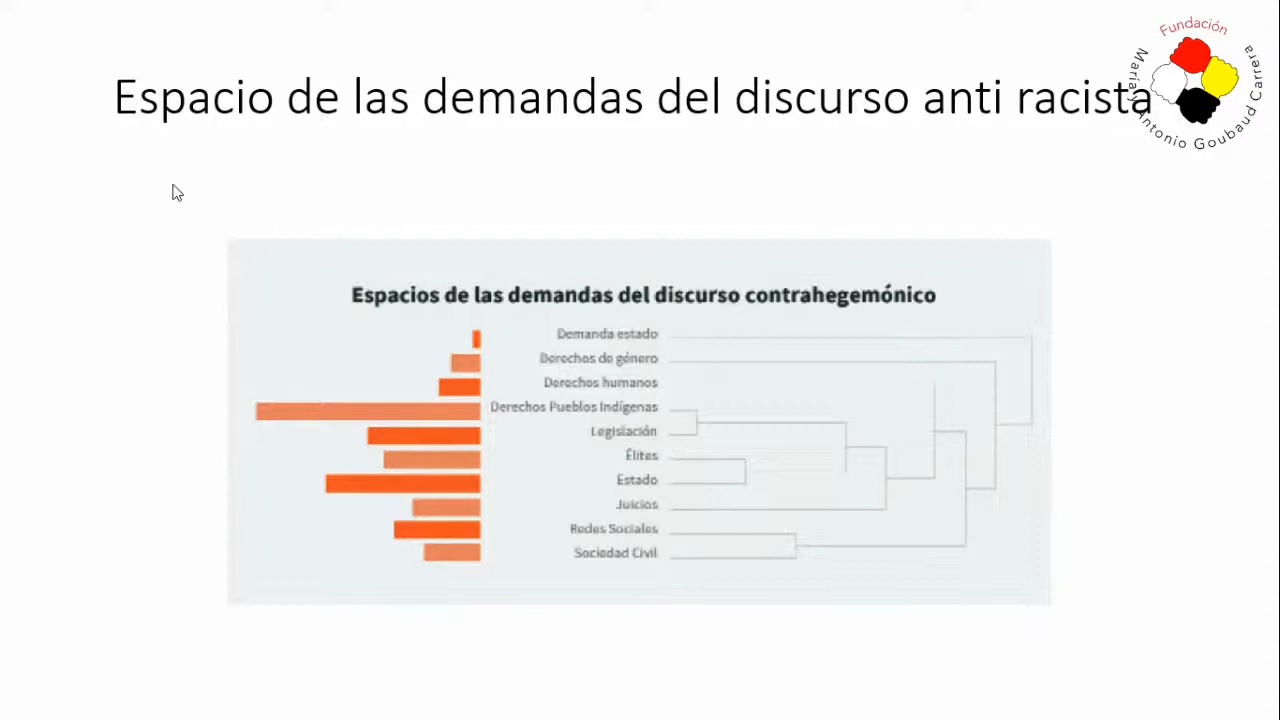 Fundación
María y Antonio Goubaud Carrera
Espacio de las demandas del discurso anti racista
Espacios de las demandas del discurso contrahegemónico
Demanda estado
Derechos de género
Derechos humanos
Derechos Pueblos Indígenas
Legislación
Élites
Estado
Juicios
Redes Sociales
Sociedad Civil